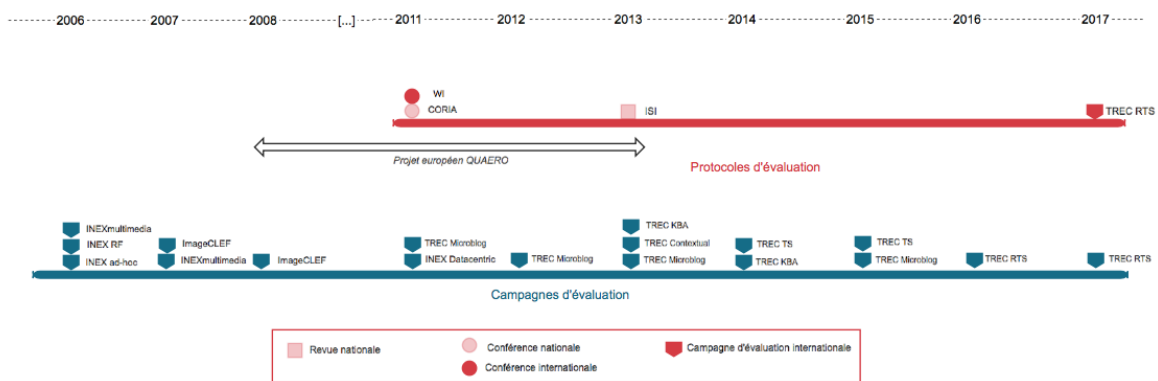 2006 2007 2008 [...] 2011 2012 2013 2014 2015 2016 2017
WI
CORIA ISI TREC RTS
Projet européen QUAERO
Protocoles d'évaluation
INEXmultimedia TREC KBA
INEX RF ImageCLEF TREC Microblog TREC Contextual TREC TS TREC TS
INEX ad-hoc INEXmultimedia ImageCLEF INEX Datacentric TREC Microblog TREC Microblog TREC KBA TREC Microblog TREC RTS TREC RTS
Campagnes d'évaluation
Revue nationale Conférence nationale Campagne d'évaluation internationale
Conférence internationale